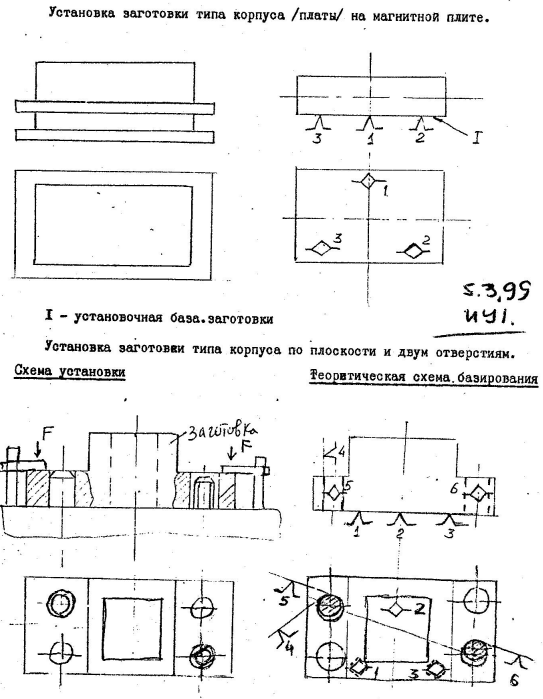 Установка заготовки типа корпуса /платы/ на магнитной плите.
3 1 2 I
1
3 2
I - установочная база.заготовки
5.3,99
Установка заготовки типа корпуса по плоскости и двум отверстиям.
Схема установки
Теоритическая схема.базирования
F
заготовка
F
4
5 6
1 2 3
5 2
4 1 3 6